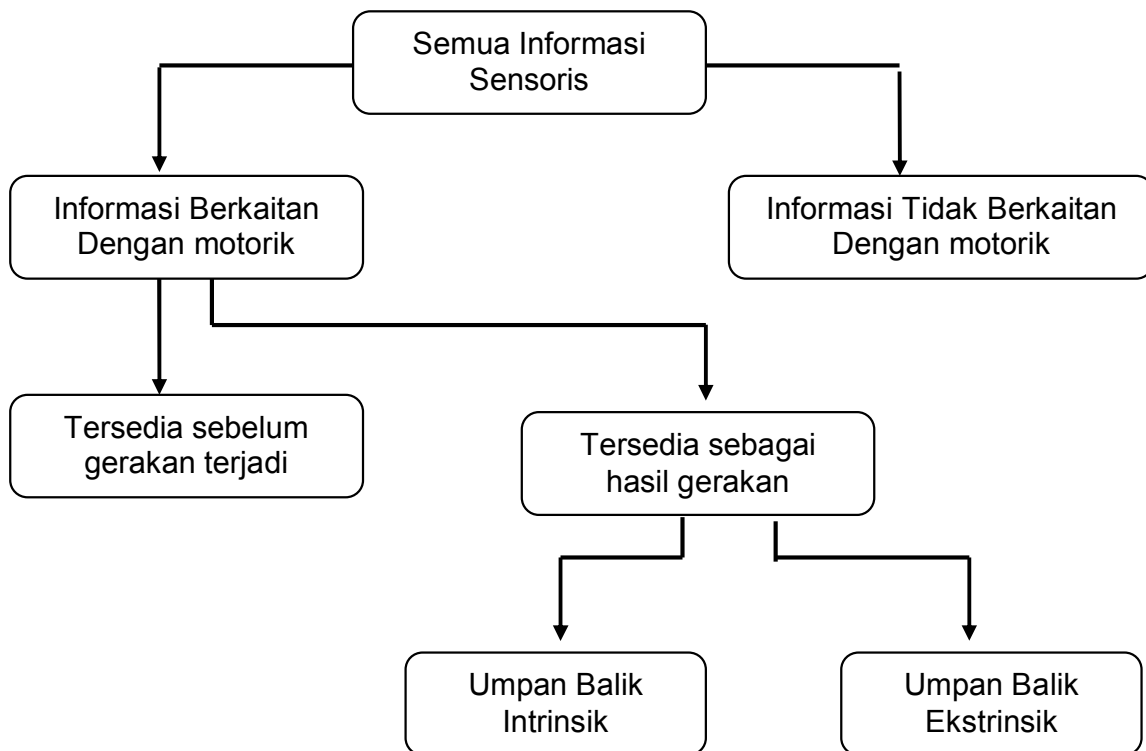 Semua Informasi
Sensoris
Informasi Berkaitan
Dengan motorik
Informasi Tidak Berkaitan
Dengan motorik
Tersedia sebelum
gerakan terjadi
Tersedia sebagai
hasil gerakan
Umpan Balik
Intrinsik
Umpan Balik
Ekstrinsik